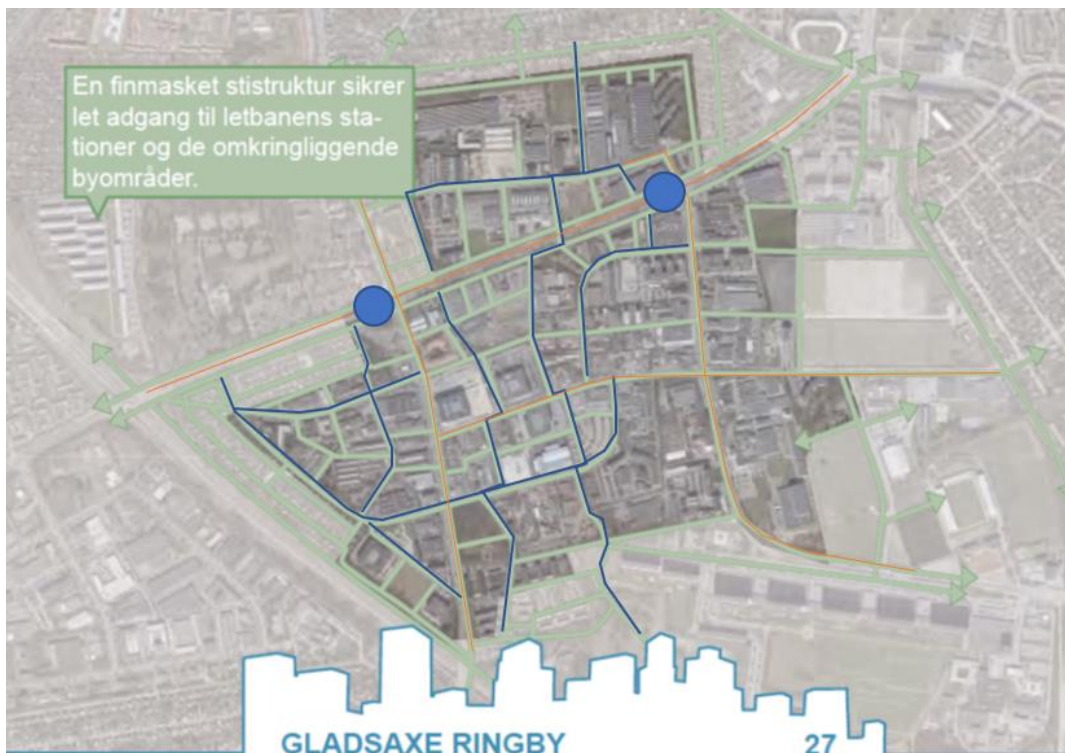 En finmasket stistruktur sikrer
let adgang til letbanens sta-
tioner og de omkringliggende
byområder.
GLADSAXE RINGBY
27